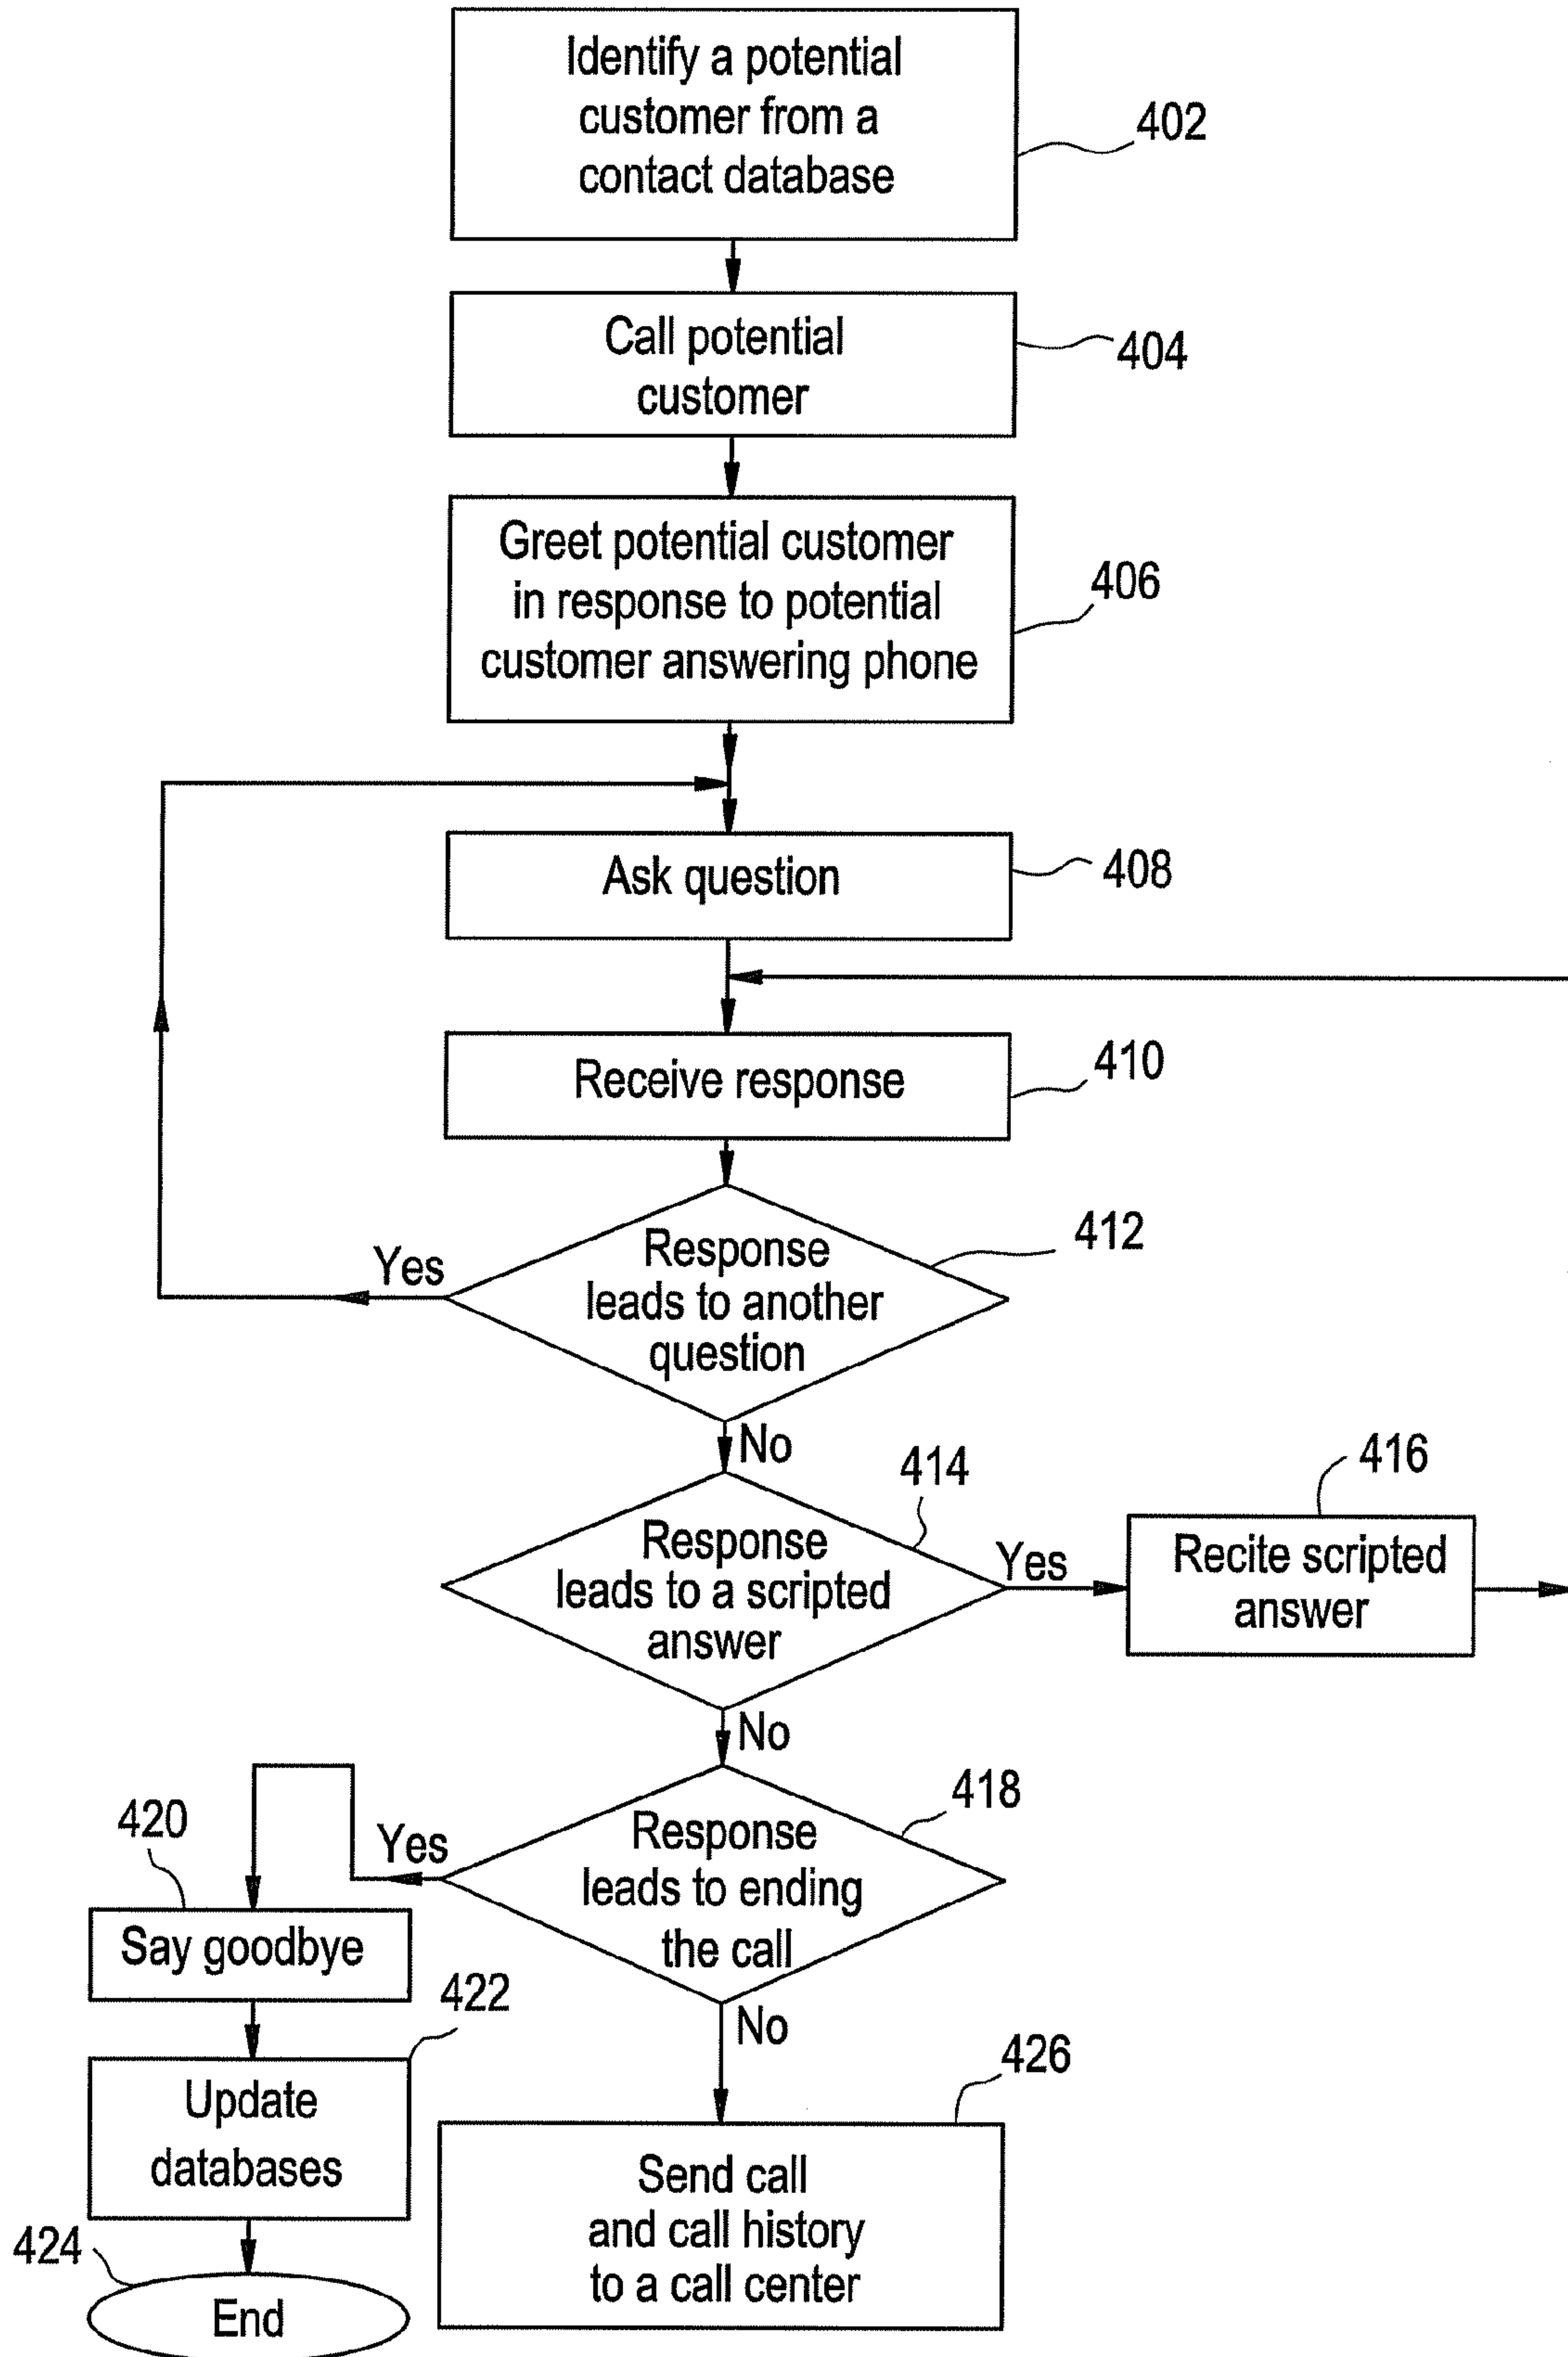 Identify a potential
customer from a
contact database
402
Call potential
customer
404
Greet potential customer
in response to potential
customer answering phone
406
Ask question
408
Receive response
410
Response
leads to another
question
412
Yes
No
Response
leads to a scripted
answer
414
Yes
416
Recite scripted
answer
No
Response
leads to ending
the call
418
Yes
420
Say goodbye
422
Update
databases
424
End
No
426
Send call
and call history
to a call center